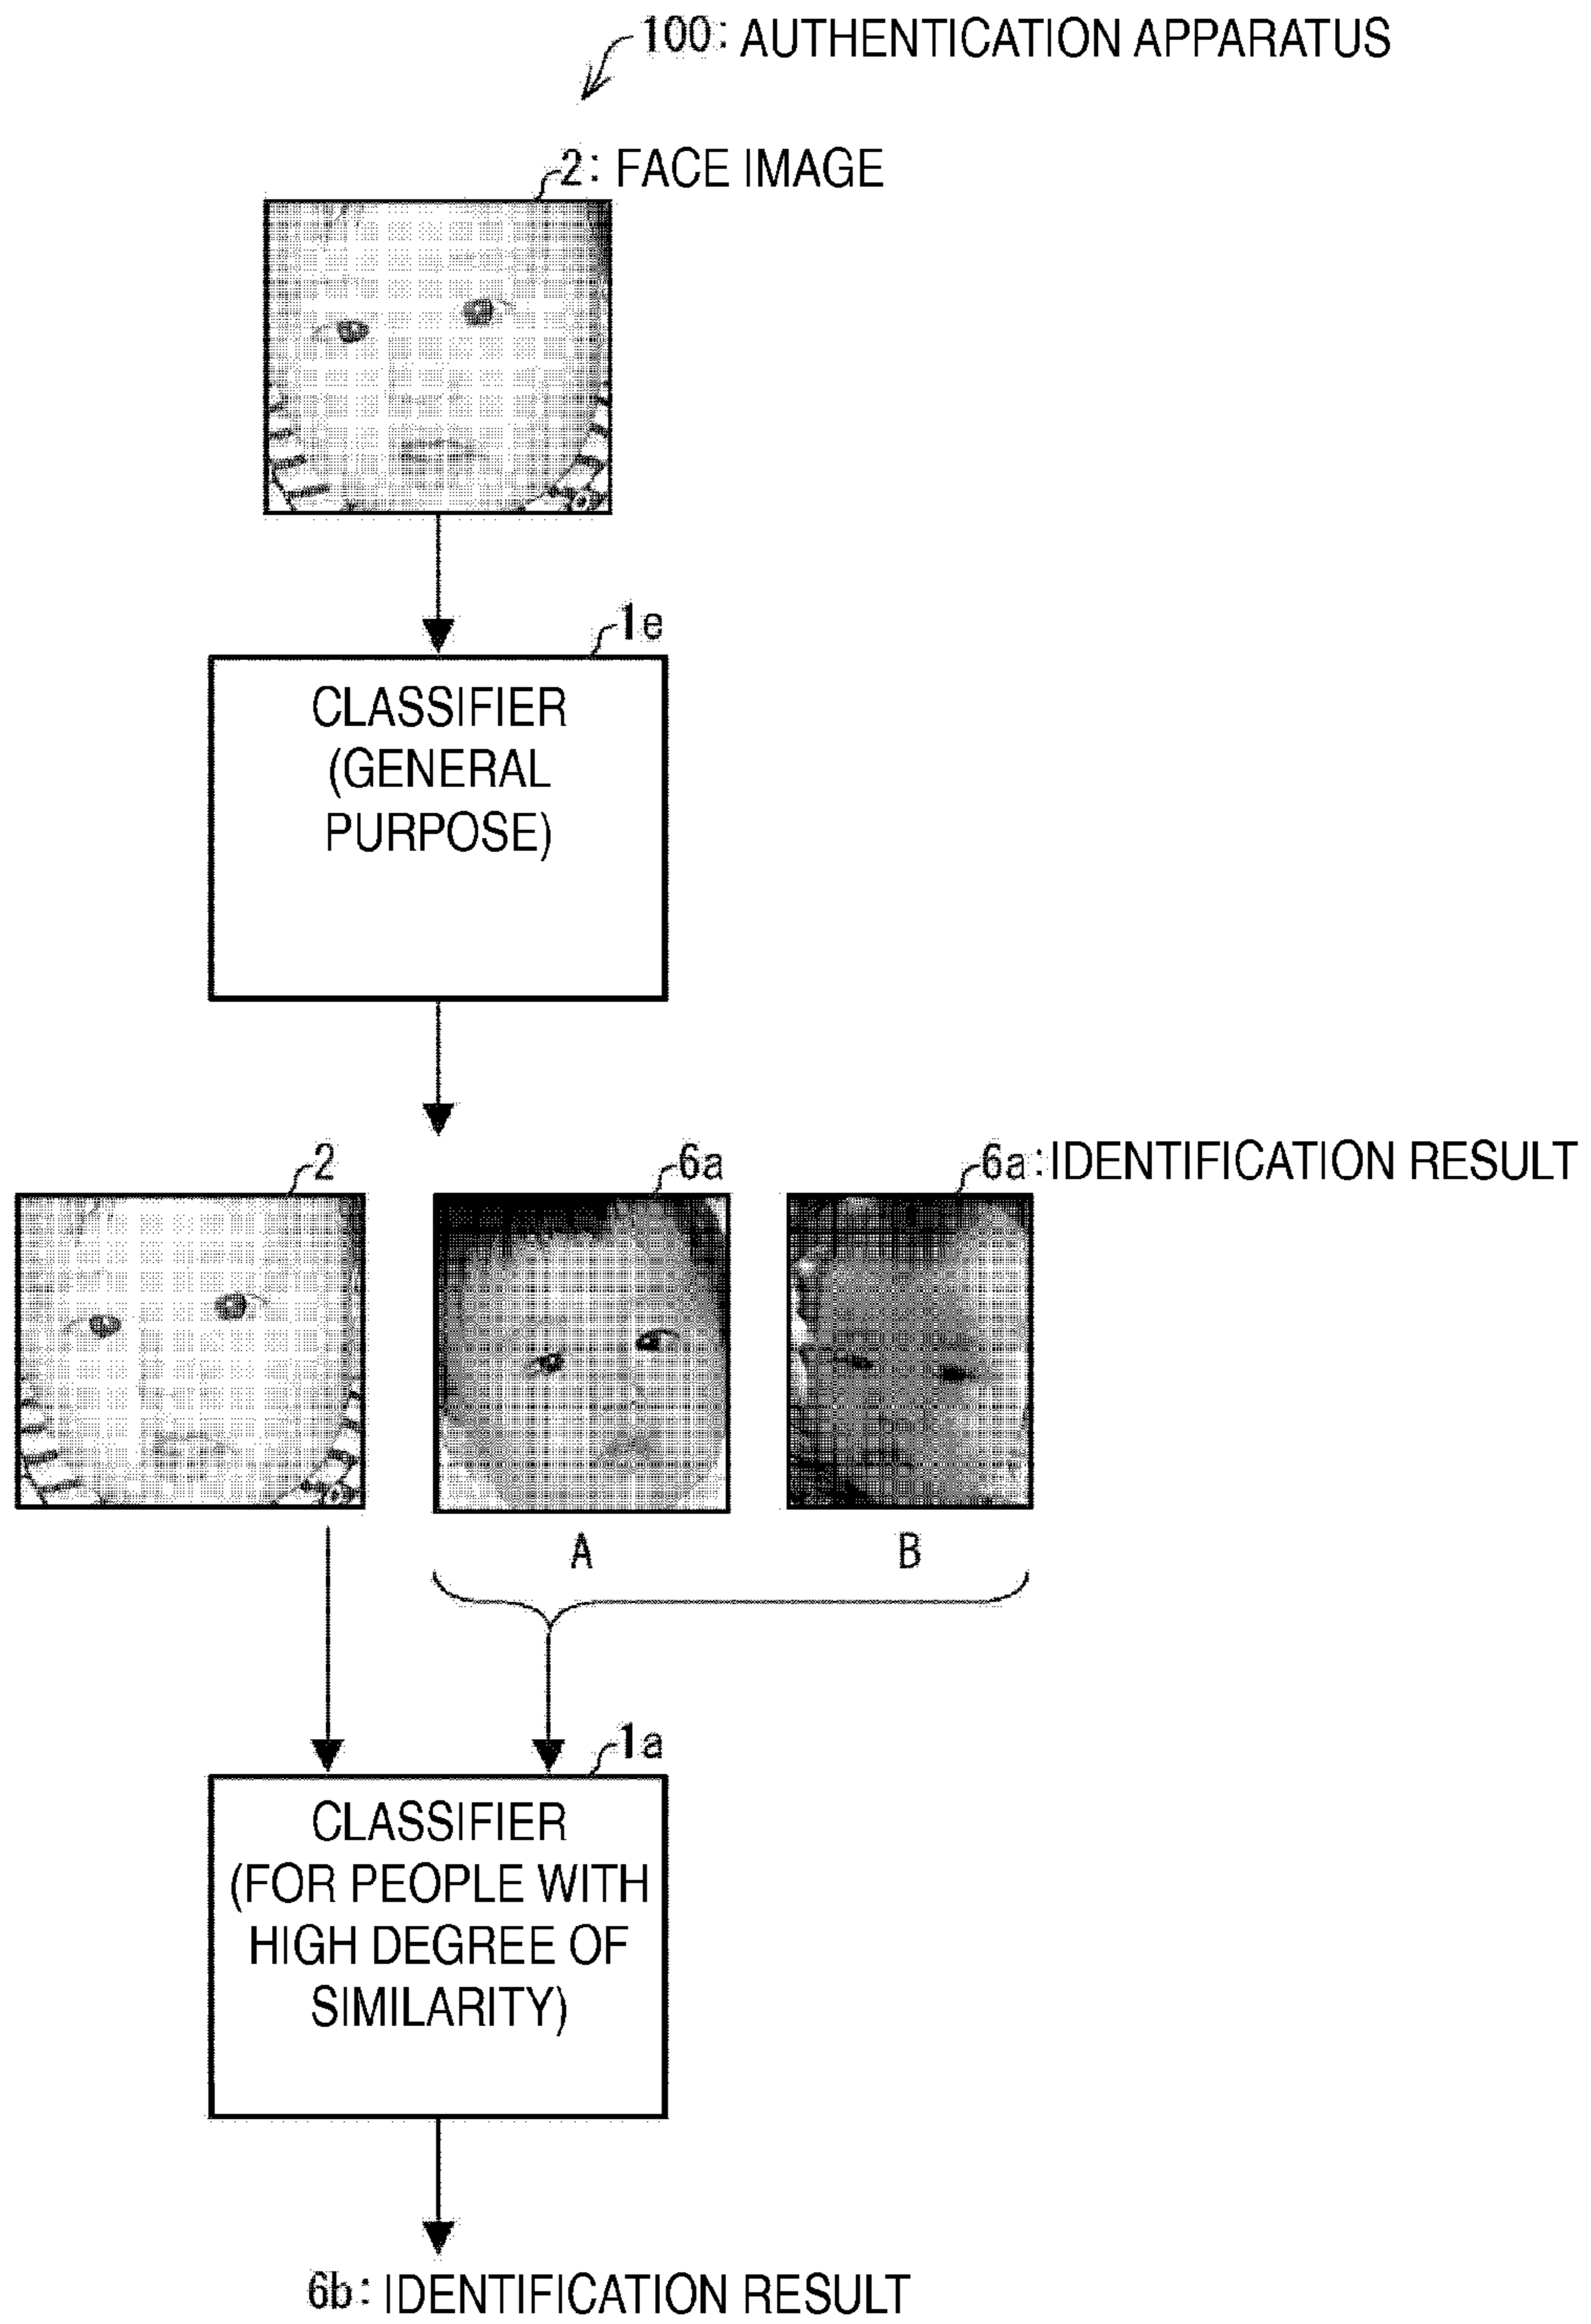 100: AUTHENTICATION APPARATUS
2: FACE IMAGE
1e
CLASSIFIER
(GENERAL
PURPOSE)
2
6a
6a: IDENTIFICATION RESULT
A
B
1a
CLASSIFIER
(FOR PEOPLE WITH
HIGH DEGREE OF
SIMILARITY)
6b: IDENTIFICATION RESULT